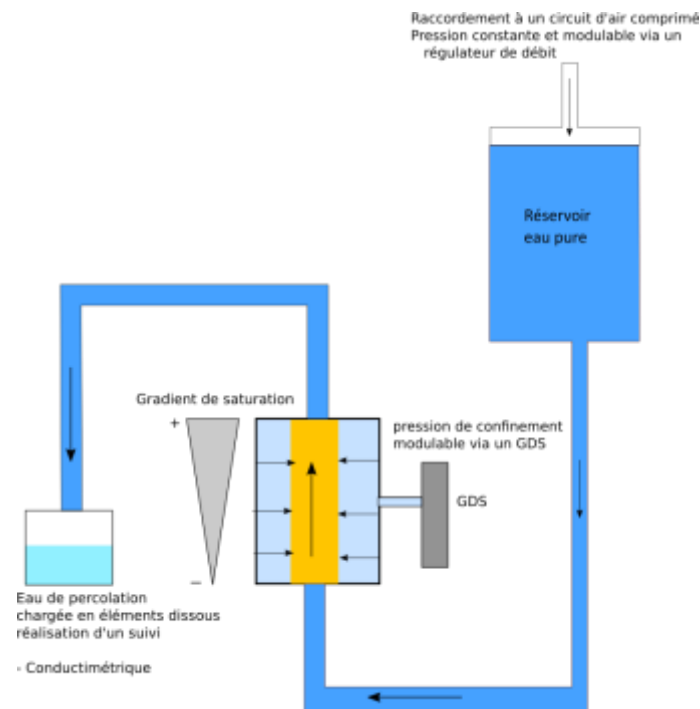 Raccordement à un circuit d'air comprimé
Pression constante et modulable via un
régulateur de débit
Réservoir
eau pure
Gradient de saturation
+
pression de confinement
modulable via un GDS
GDS
−
Eau de percolation
chargée en éléments dissous
réalisation d'un suivi
- Conductimétrique